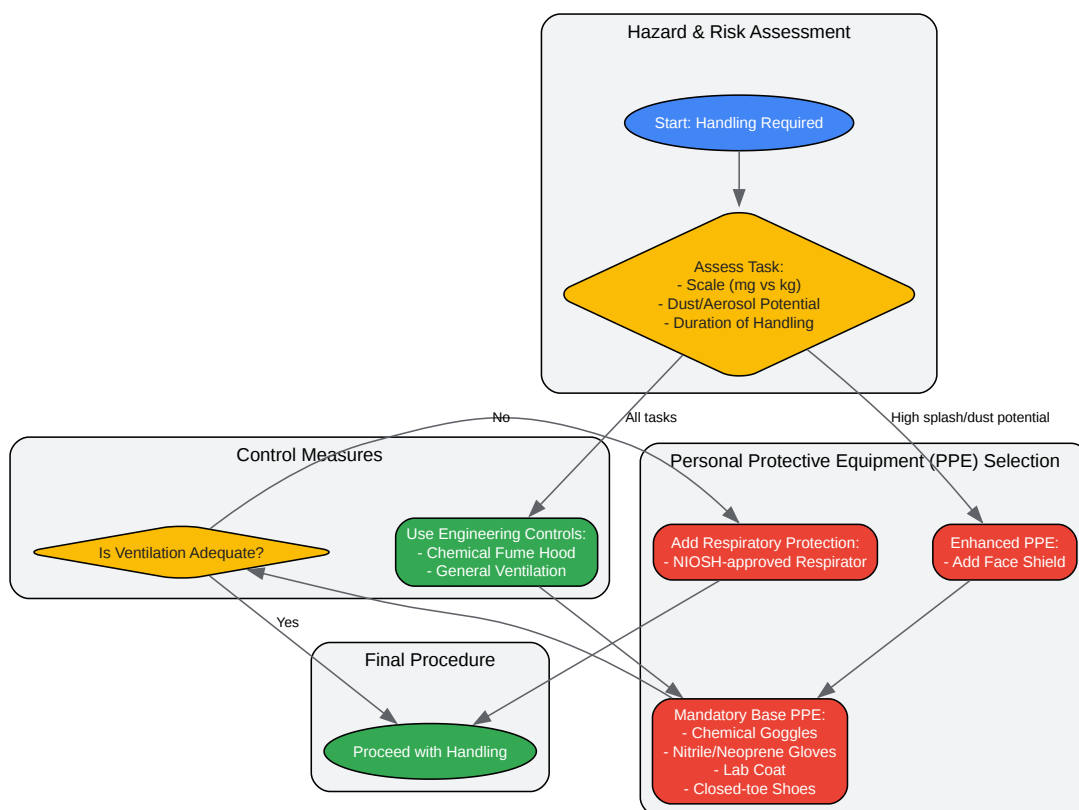 Hazard & Risk Assessment
Start: Handling Required
Assess Task:
- Scale (mg vs kg)
- Dust/Aerosol Potential
- Duration of Handling
No
All tasks
High splash/dust potential
Control Measures
Is Ventilation Adequate?
Use Engineering Controls:
- Chemical Fume Hood
- General Ventilation
Personal Protective Equipment (PPE) Selection
Add Respiratory Protection:
- NIOSH-approved Respirator
Enhanced PPE:
- Add Face Shield
Yes
Final Procedure
Proceed with Handling
Mandatory Base PPE:
- Chemical Goggles
- Nitrile/Neoprene Gloves
- Lab Coat
- Closed-toe Shoes